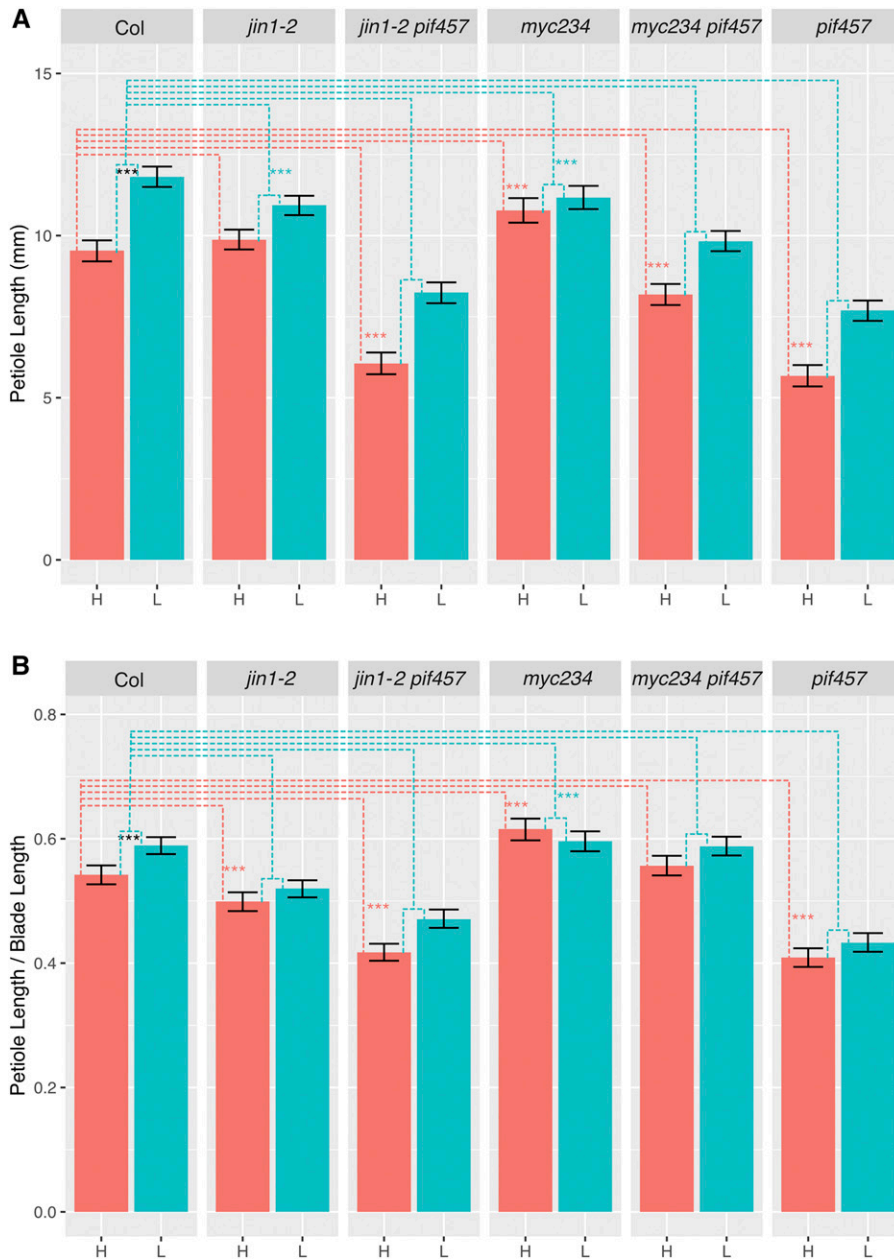 A
Col jin1-2 jin1-2 pif457 myc234 myc234 pif457 pif457
15
10
5
0
Petiole Length (mm)
*** *** *** *** *** *** ***
H L H L H L H L H L H L
B
Col jin1-2 jin1-2 pif457 myc234 myc234 pif457 pif457
0.8
0.6
0.4
0.2
0.0
Petiole Length / Blade Length
*** *** *** *** *** ***
H L H L H L H L H L H L